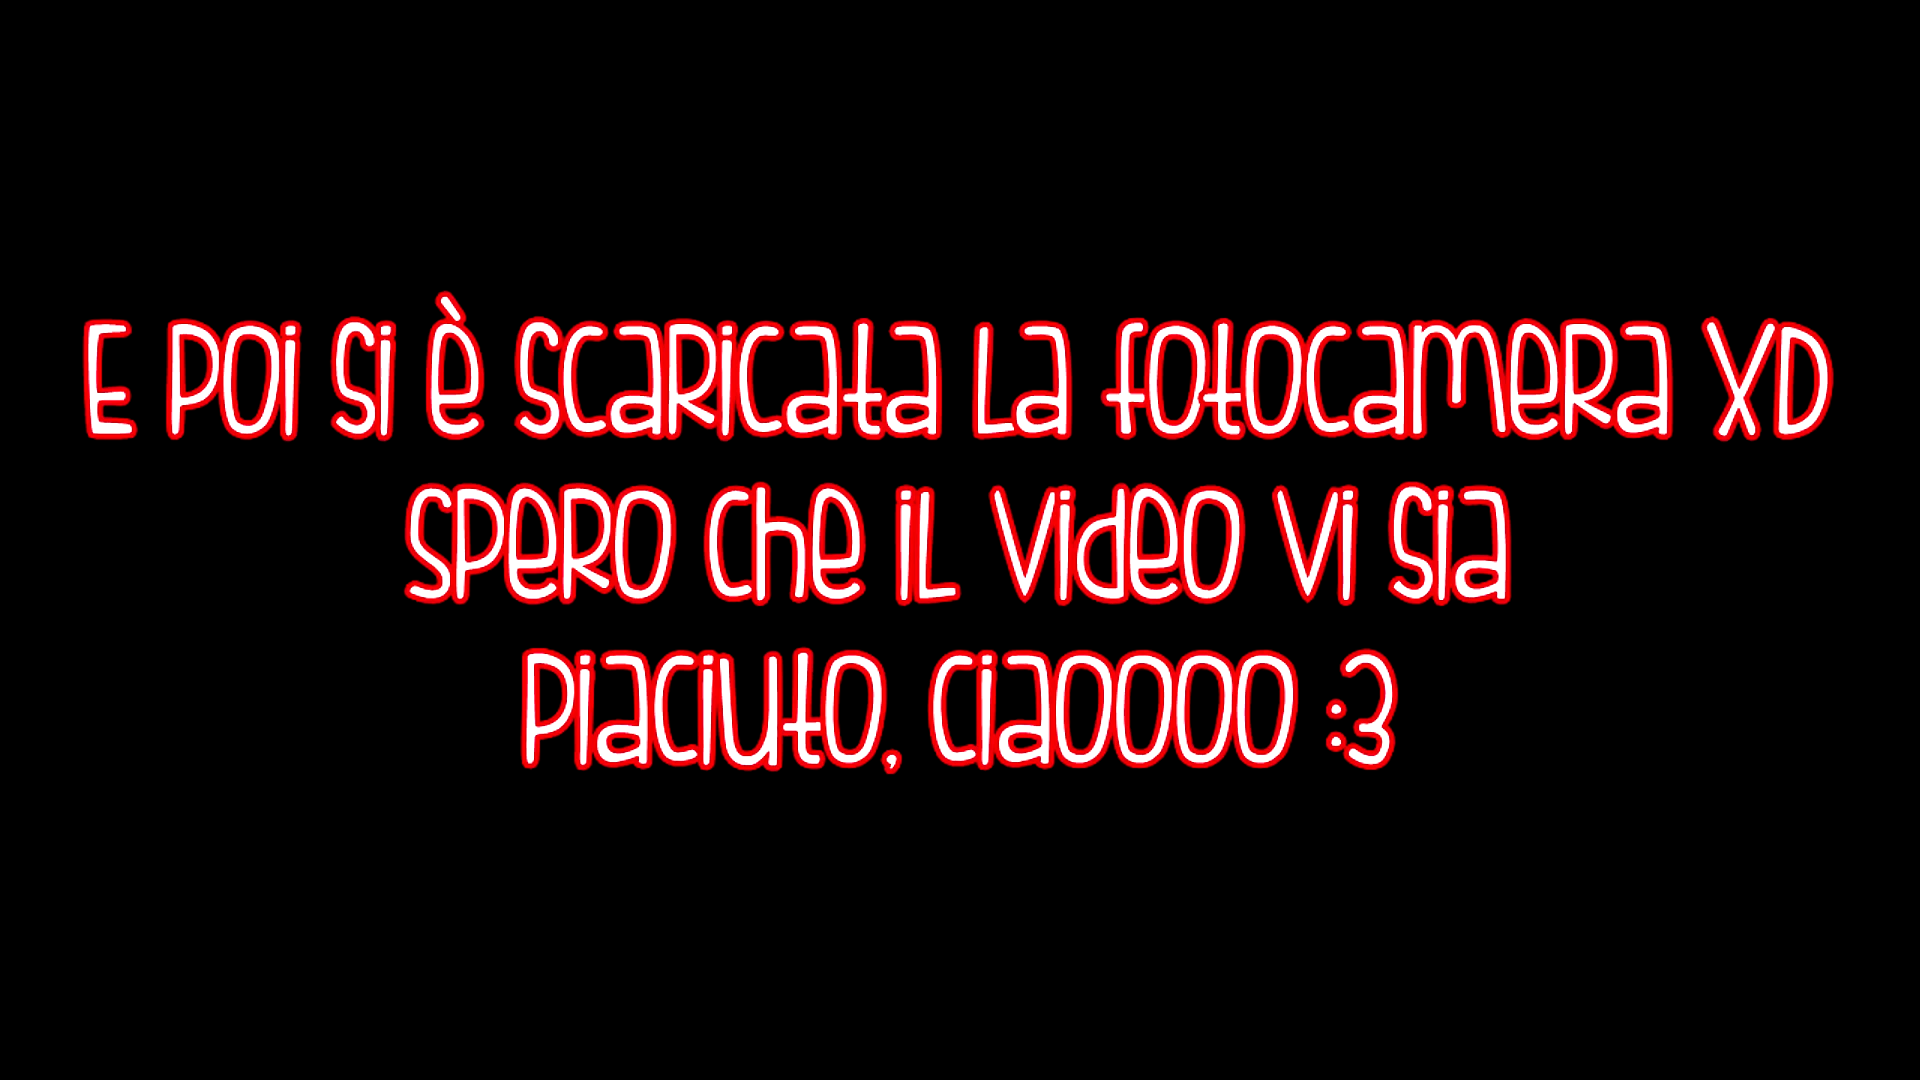 E poi si è scaricata la fotocamera XD
Spero che il video vi sia
piaciuto, ciaoooo :3